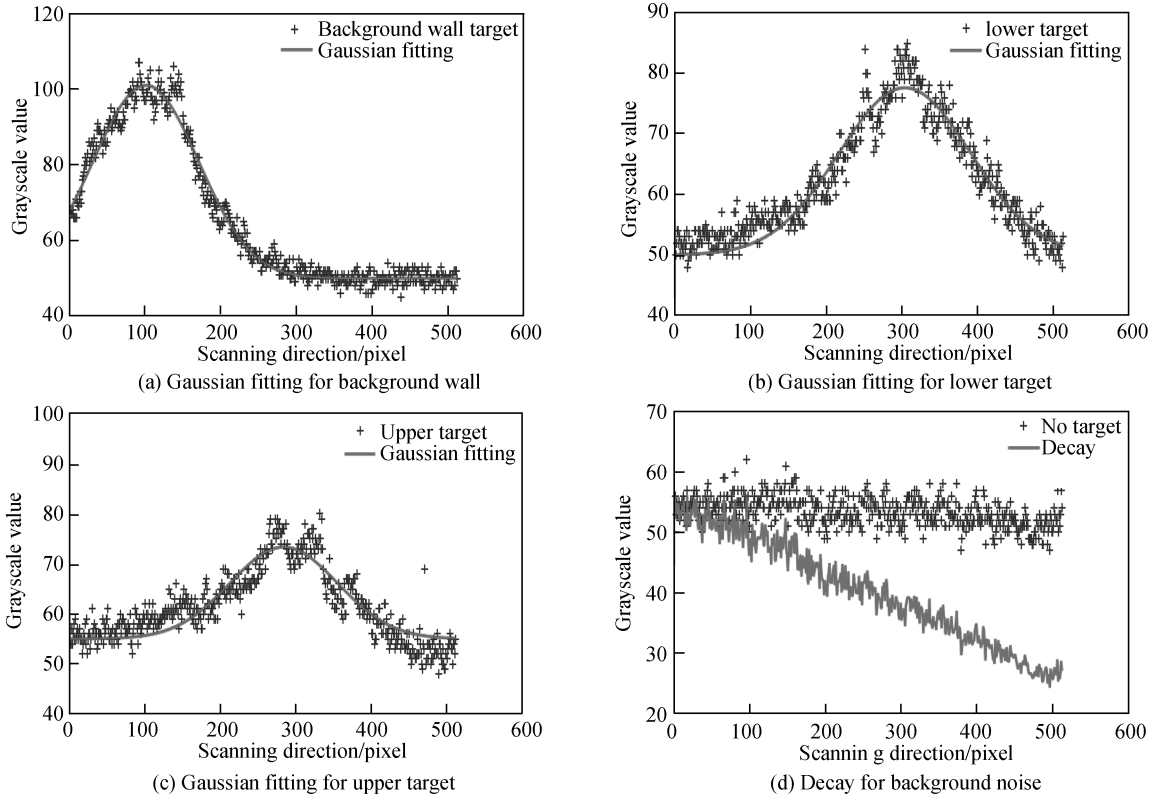 120
100
80
60
40
0
100
200
300
400
500
600
Grayscale value
Background wall target
Gaussian fitting
Scanning direction/pixel
(a) Gaussian fitting for background wall
90
80
70
60
50
40
0
100
200
300
400
500
600
Grayscale value
lower target
Gaussian fitting
Scanning direction/pixel
(b) Gaussian fitting for lower target
100
90
80
70
60
50
40
0
100
200
300
400
500
600
Grayscale value
Upper target
Gaussian fitting
Scanning direction/pixel
(c) Gaussian fitting for upper target
70
60
50
40
30
20
0
100
200
300
400
500
600
Grayscale value
No target
Decay
Scannin g direction/pixel
(d) Decay for background noise